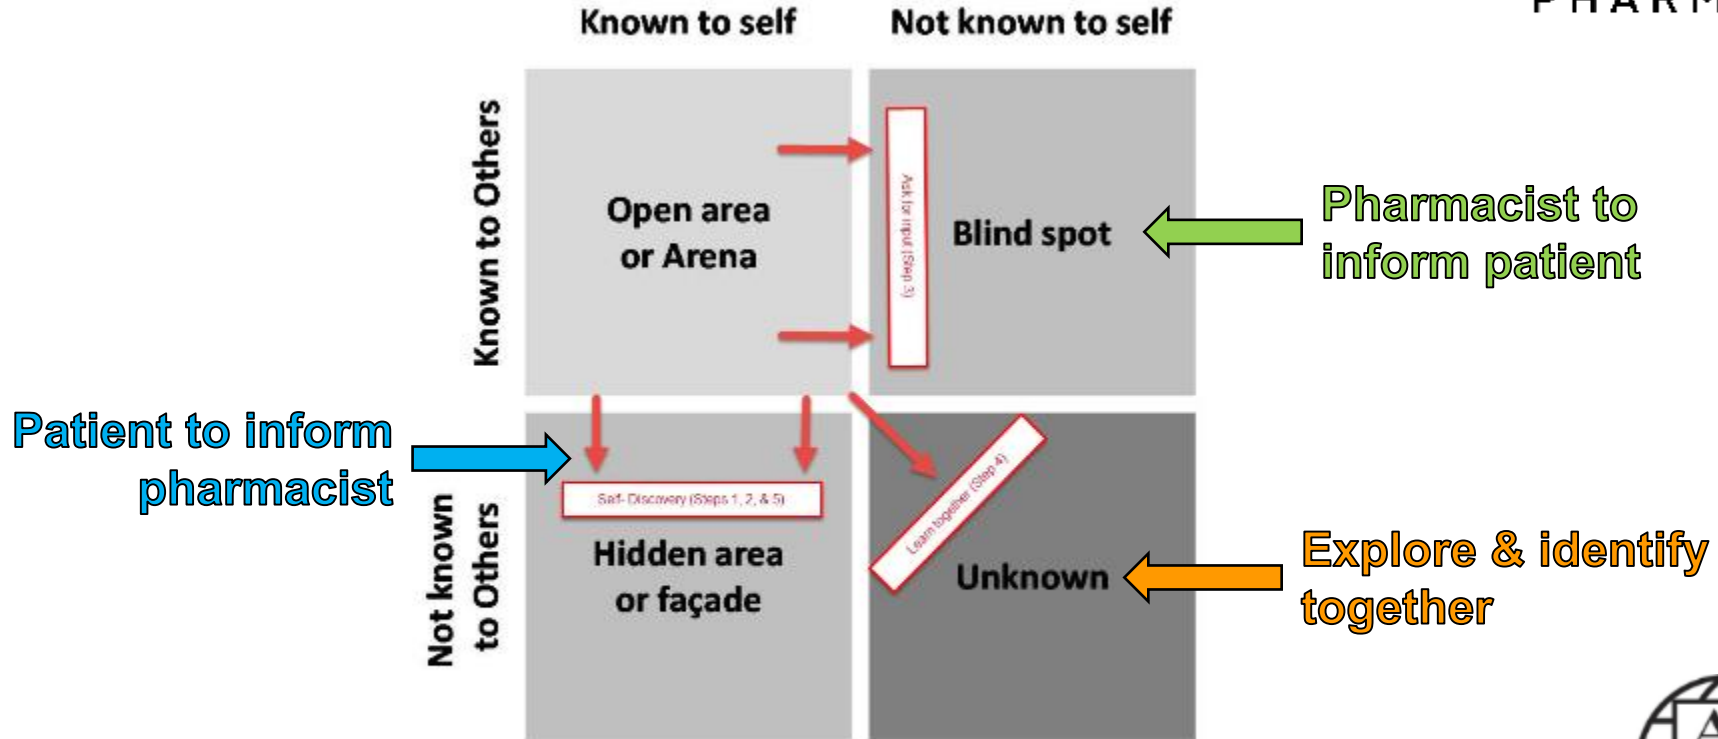 PHARM
Known to self
Not known to self
Known to Others
Open area
or Arena
Ask for input (Step 3)
Blind spot
Pharmacist to
inform patient
Patient to inform
pharmacist
Not known
to Others
Self- Discovery (Steps 1, 2, & 5)
Hidden area
or façade
Learn together (Step 4)
Unknown
Explore & identify
together
A